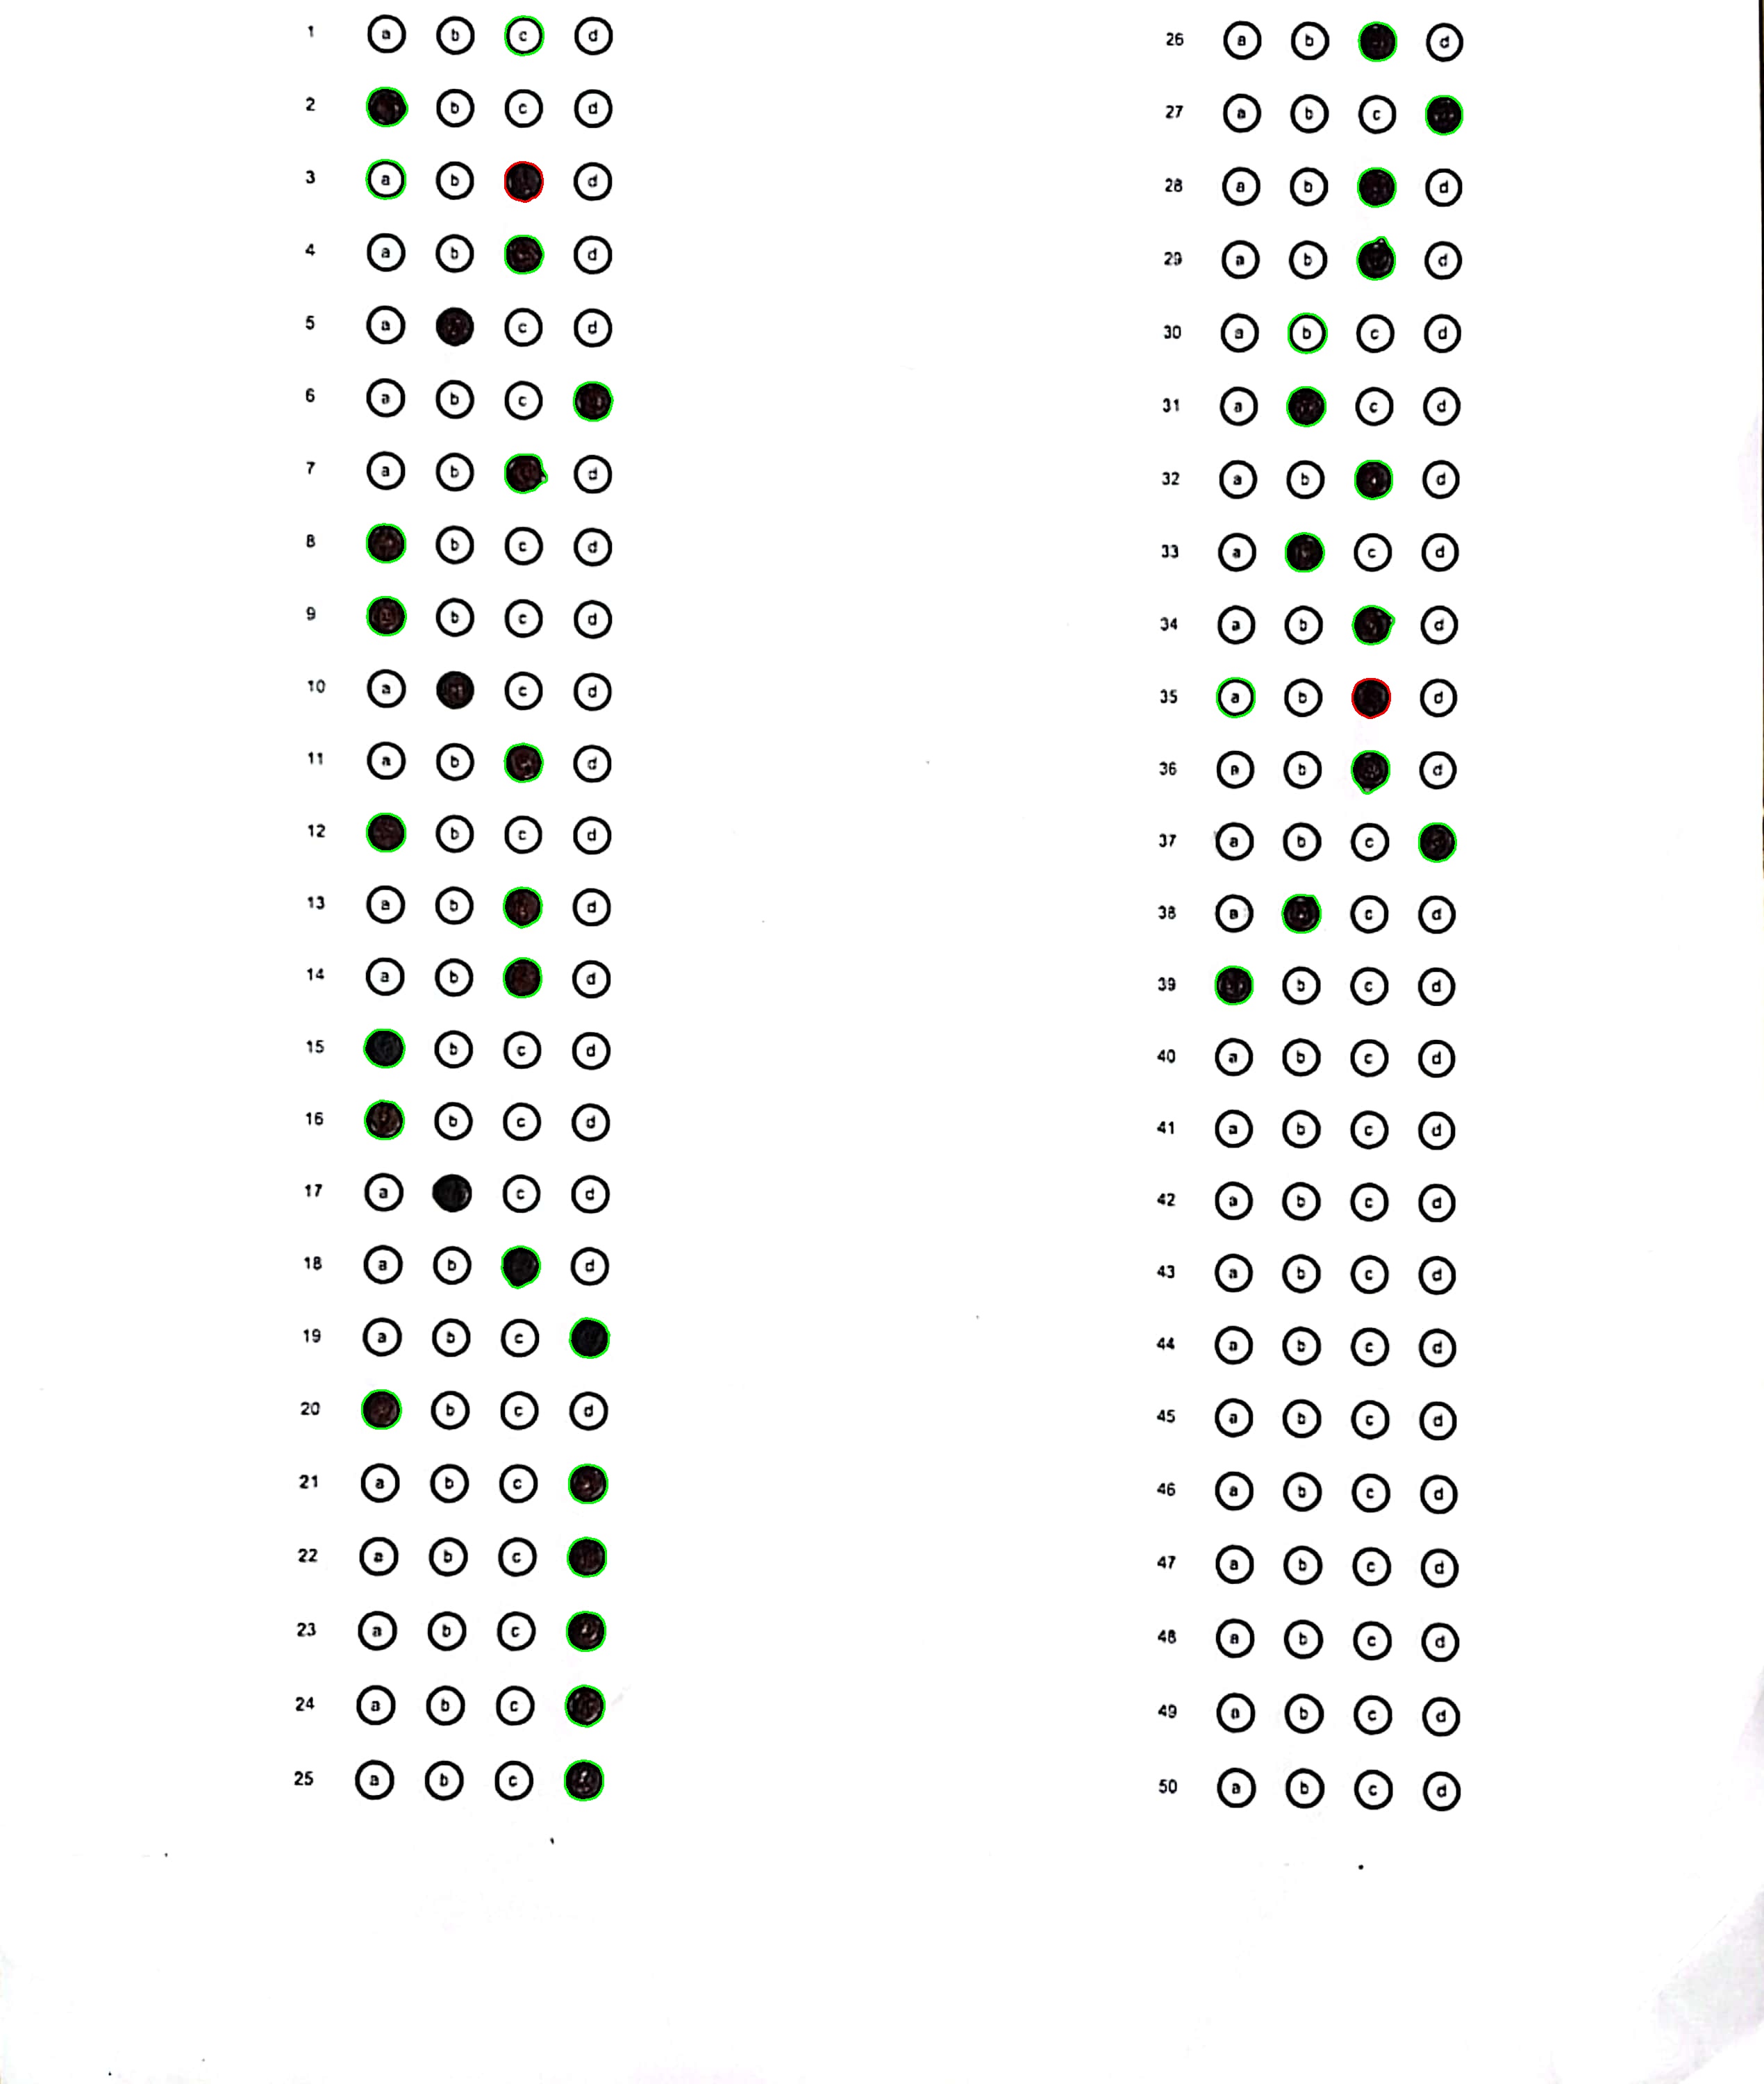 1 a b c d
2 b c d
3 a b d
4 a b d
5 a c d
6 a b c
7 a b d
8 b c d
9 b c d
10 a c d
11 a b d
12 b c d
13 a b d
14 a b d
15 b c d
16 b c d
17 a c d
18 a b d
19 a b c
20 b c d
21 a b c
22 a b c
23 a b c
24 a b c
25 a b c
26 a b d
27 a b c
28 a b d
29 a b d
30 a b c d
31 a c d
32 a b d
33 a c d
34 a b d
35 a b d
36 a b d
37 a b c
38 a c d
39 b c d
40 a b c d
41 a b c d
42 a b c d
43 a b c d
44 a b c d
45 a b c d
46 a b c d
47 a b c d
48 a b c d
49 a b c d
50 a b c d